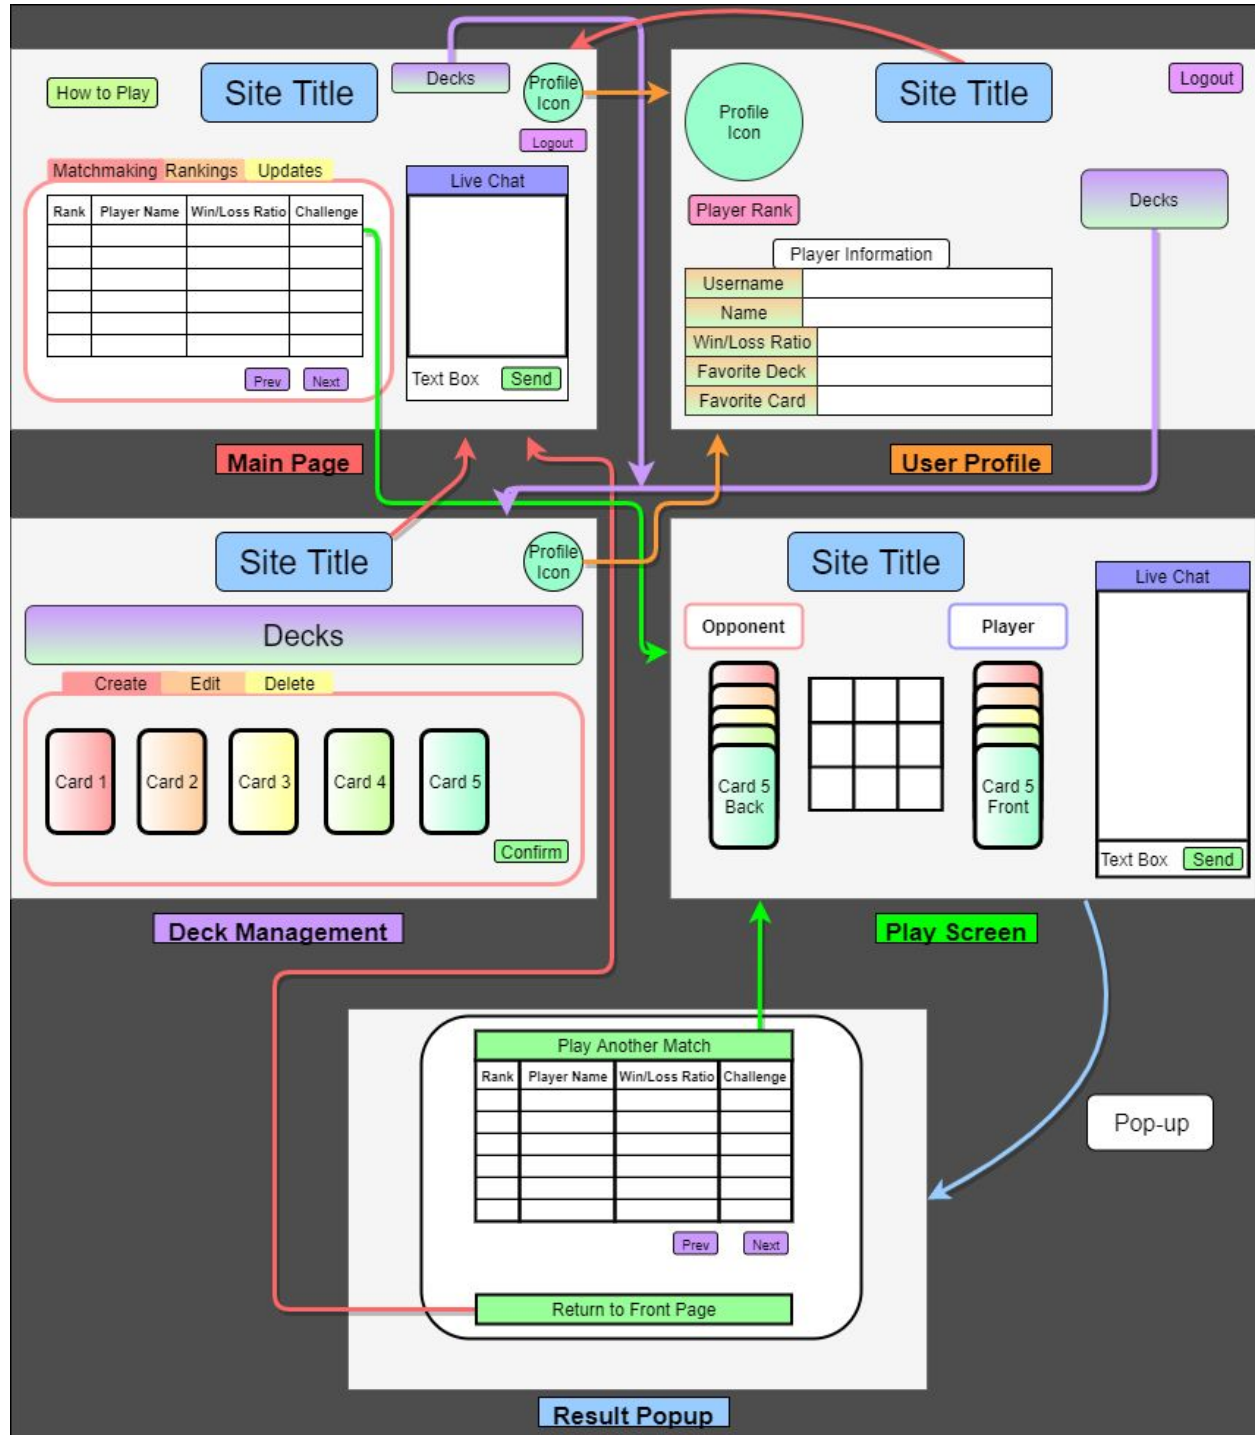 How to Play
Site Title
Decks
Profile
Icon
Logout
Matchmaking Rankings Updates
Rank Player Name Win/Loss Ratio Challenge
Prev Next
Live Chat
Text Box Send
Main Page
Profile
Icon
Site Title
Logout
Player Rank
Decks
Player Information
Username
Name
Win/Loss Ratio
Favorite Deck
Favorite Card
User Profile
Site Title
Profile
Icon
Decks
Create Edit Delete
Card 1 Card 2 Card 3 Card 4 Card 5
Confirm
Deck Management
Site Title
Opponent
Player
Card 5
Back
Card 5
Front
Live Chat
Text Box Send
Play Screen
Play Another Match
Rank Player Name Win/Loss Ratio Challenge
Prev Next
Return to Front Page
Pop-up
Result Popup